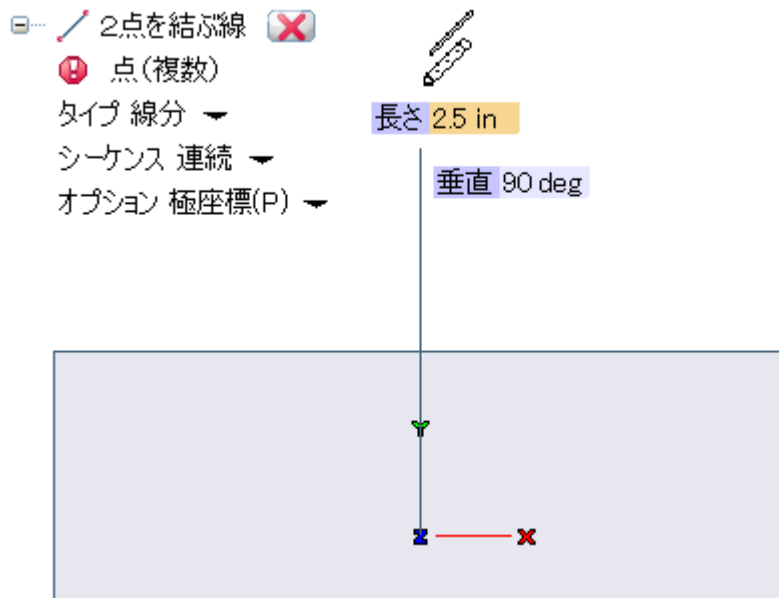 2点を結ぶ線
点(複数)
タイプ 線分
長さ 2.5 in
シーケンス 連続
垂直 90 deg
オプション 極座標(P)
Y
Z X